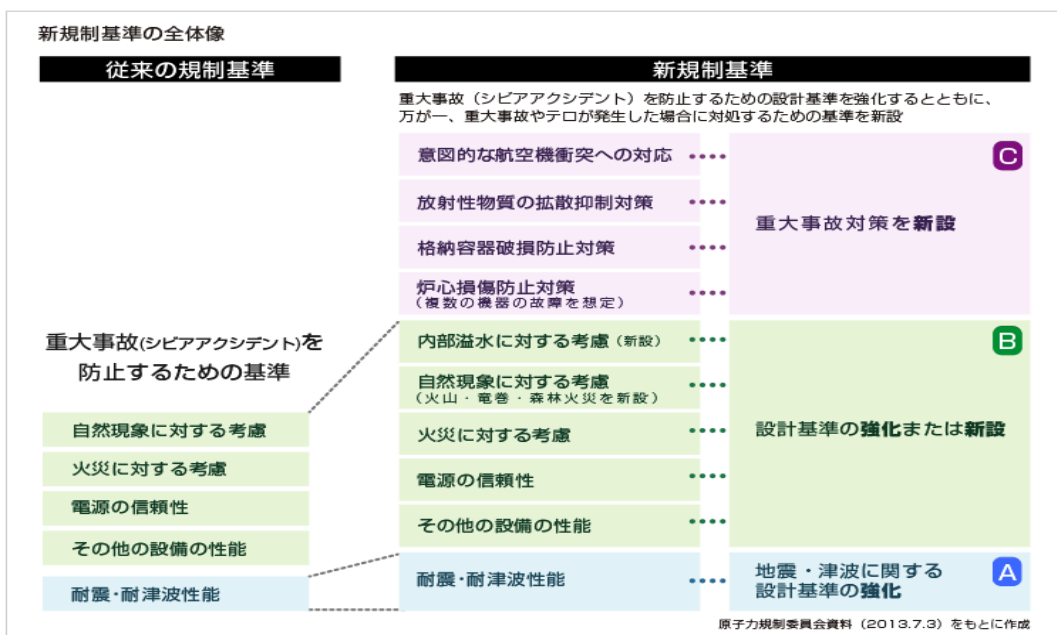 新規制基準の全体像
従来の規制基準
新規制基準
重大事故（シビアアクシデント）を防止するための設計基準を強化するとともに、
万が一、重大事故やテロが発生した場合に対処するための基準を新設
重大事故(シビアアクシデント)を
防止するための基準
自然現象に対する考慮
火災に対する考慮
電源の信頼性
その他の設備の性能
耐震・耐津波性能
意図的な航空機衝突への対応
放射性物質の拡散抑制対策
格納容器破損防止対策
炉心損傷防止対策
（複数の機器の故障を想定）
C
重大事故対策を新設
内部溢水に対する考慮（新設）
自然現象に対する考慮
（火山・竜巻・森林火災を新設）
火災に対する考慮
電源の信頼性
その他の設備の性能
B
設計基準の強化または新設
耐震・耐津波性能
A
地震・津波に関する
設計基準の強化
原子力規制委員会資料（2013.7.3）をもとに作成